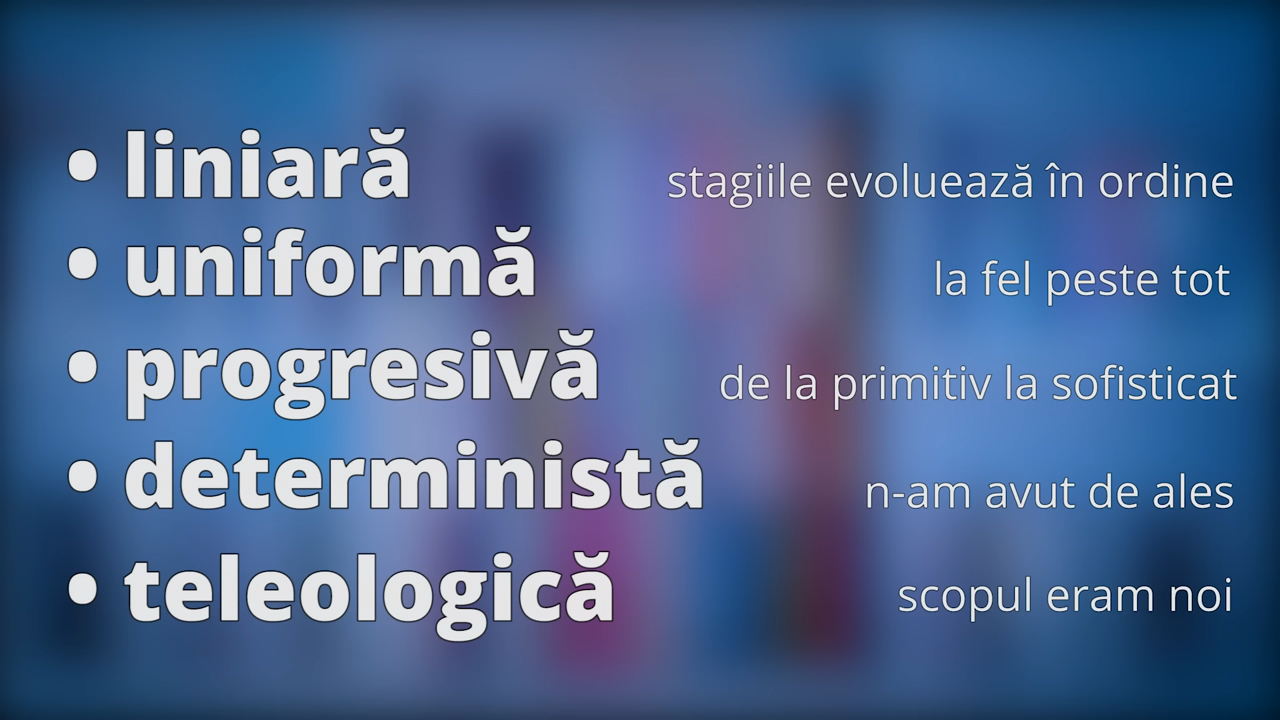 • liniară stagiile evoluează în ordine
• uniformă la fel peste tot
• progresivă de la primitiv la sofisticat
• deterministă n-am avut de ales
• teleologică scopul eram noi